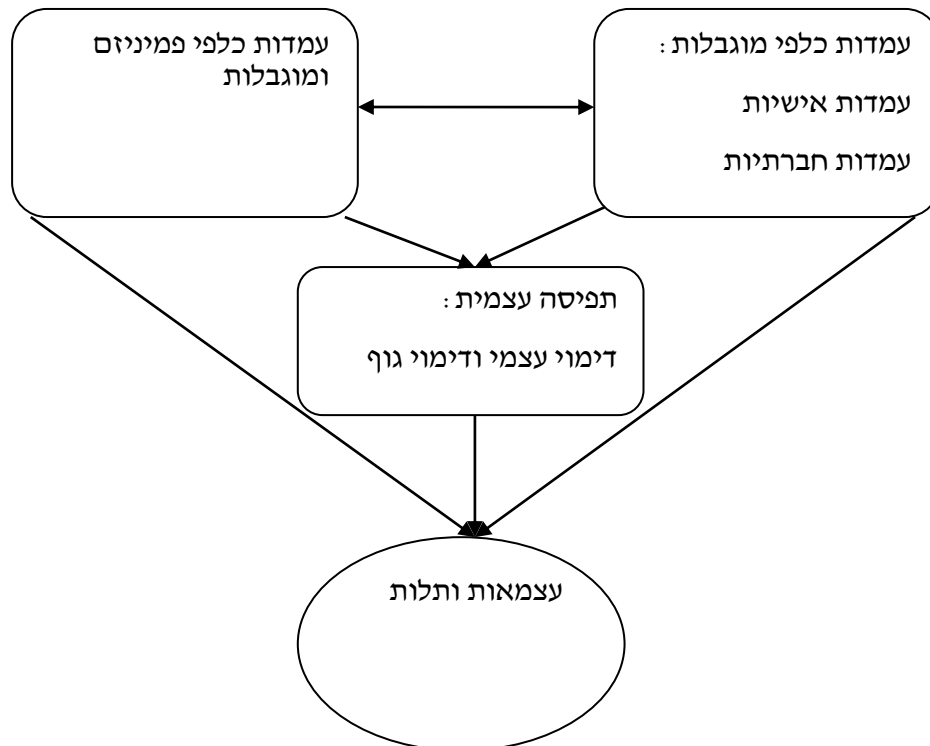 עמדות כלפי מוגבלות :
עמדות אישיות
עמדות חברתיות
עמדות כלפי פמיניזם
ומוגבלות
תפיסה עצמית :
דימוי עצמי ודימוי גוף
עצמאות ותלות